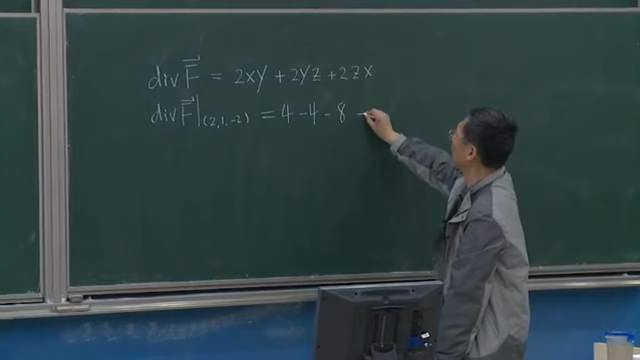 div F⃗ = 2xy + 2yz + 2zx
div F⃗|(2,1,-2) = 4 - 4 - 8 -